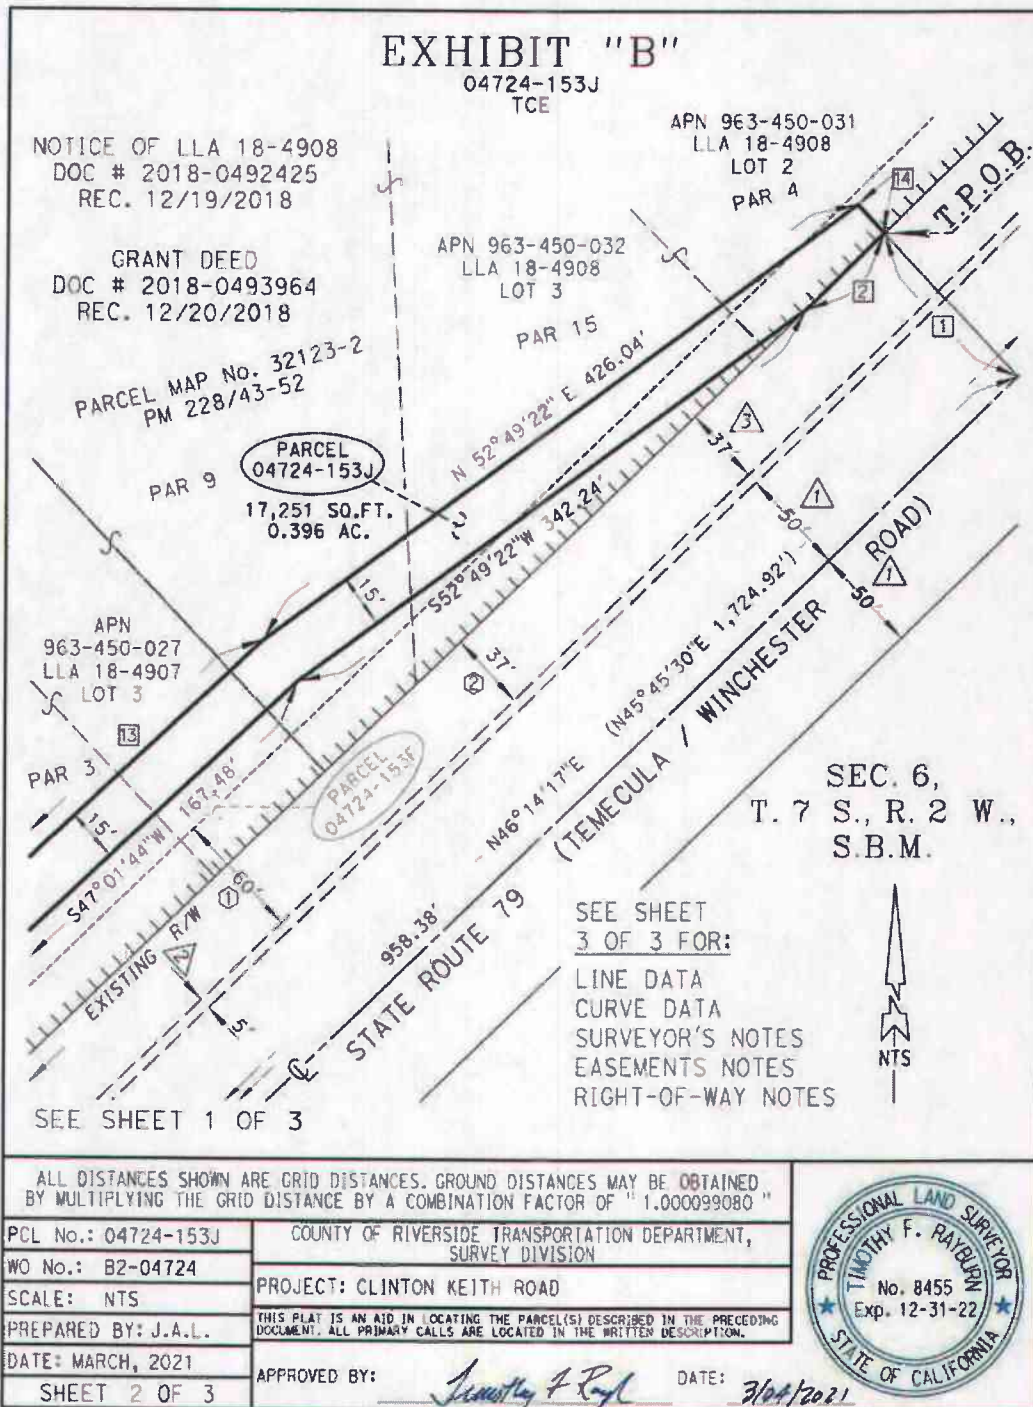 EXHIBIT "B"
04724-153J
TCE
NOTICE OF LLA 18-4908
DOC # 2018-0492425
REC. 12/19/2018
GRANT DEED
DOC # 2018-0493964
REC. 12/20/2018
PARCEL MAP No. 32123-2
PM 228/43-52
APN 963-450-031
LLA 18-4908
LOT 2
PAR 4
14
T.P.O.B.
APN 963-450-032
LLA 18-4908
LOT 3
PAR 15
2
1
PAR 9
PARCEL
04724-153J
17,251 SQ.FT.
0.396 AC.
N 52°49'22" E 426.04'
S52°49'22"W 342.24'
3
37'
1
50'
1
50'
15'
37'
2
APN
963-450-027
LLA 18-4907
LOT 3
13
PAR 3
15'
S47°01'44"W 167.48'
PARCEL
04724-153F
60'
1
EXISTING R/W
2
5'
958.38'
N46°14'17"E (N45°45'30"E 1,724.92')
STATE ROUTE 79 (TEMECULA / WINCHESTER ROAD)
SEC. 6,
T. 7 S., R. 2 W.,
S.B.M.
SEE SHEET
3 OF 3 FOR:
LINE DATA
CURVE DATA
SURVEYOR'S NOTES
EASEMENTS NOTES
RIGHT-OF-WAY NOTES
NTS
SEE SHEET 1 OF 3
ALL DISTANCES SHOWN ARE GRID DISTANCES. GROUND DISTANCES MAY BE OBTAINED
BY MULTIPLYING THE GRID DISTANCE BY A COMBINATION FACTOR OF " 1.000099080 "
PCL No.: 04724-153J
WO No.: B2-04724
SCALE: NTS
PREPARED BY: J.A.L.
DATE: MARCH, 2021
SHEET 2 OF 3
COUNTY OF RIVERSIDE TRANSPORTATION DEPARTMENT,
SURVEY DIVISION
PROJECT: CLINTON KEITH ROAD
THIS PLAT IS AN AID IN LOCATING THE PARCEL(S) DESCRIBED IN THE PRECEDING
DOCUMENT. ALL PRIMARY CALLS ARE LOCATED IN THE WRITTEN DESCRIPTION.
APPROVED BY: Timothy F Rayb DATE: 3/04/2021
PROFESSIONAL LAND SURVEYOR
TIMOTHY F. RAYBURN
No. 8455
Exp. 12-31-22
STATE OF CALIFORNIA